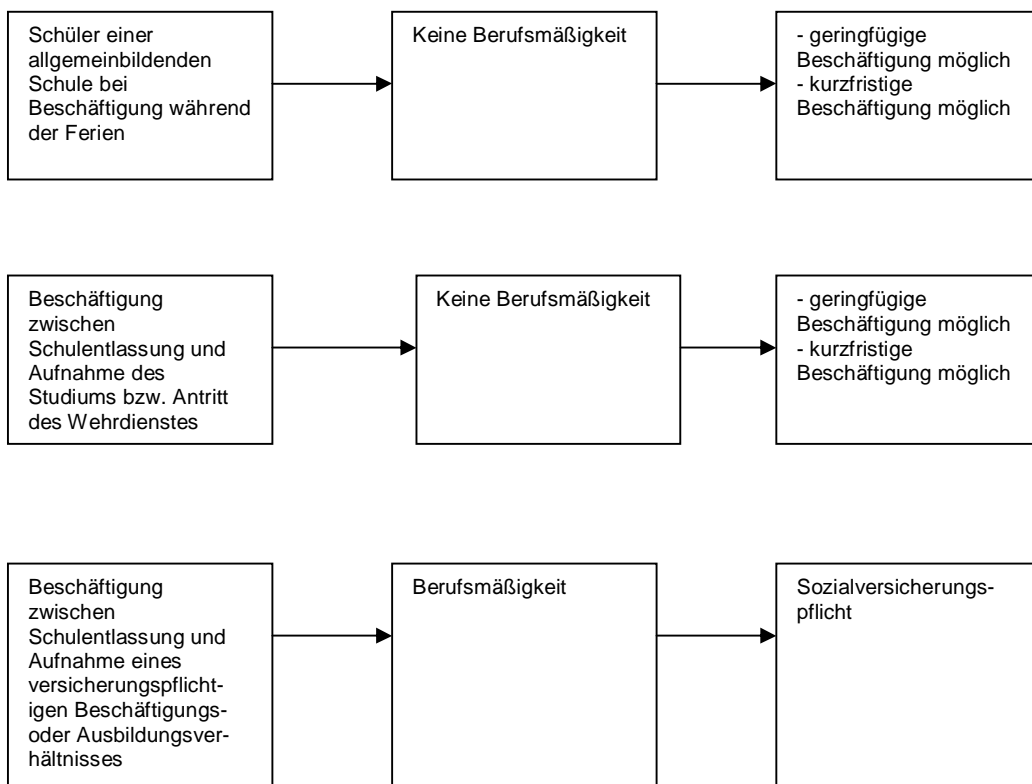 Schüler einer
allgemeinbildenden
Schule bei
Beschäftigung während
der Ferien
Keine Berufsmäßigkeit
- geringfügige
Beschäftigung möglich
- kurzfristige
Beschäftigung möglich
Beschäftigung
zwischen
Schulentlassung und
Aufnahme des
Studiums bzw. Antritt
des Wehrdienstes
Keine Berufsmäßigkeit
- geringfügige
Beschäftigung möglich
- kurzfristige
Beschäftigung möglich
Beschäftigung
zwischen
Schulentlassung und
Aufnahme eines
versicherungspflicht-
igen Beschäftigungs-
oder Ausbildungsver-
hältnisses
Berufsmäßigkeit
Sozialversicherungs-
pflicht